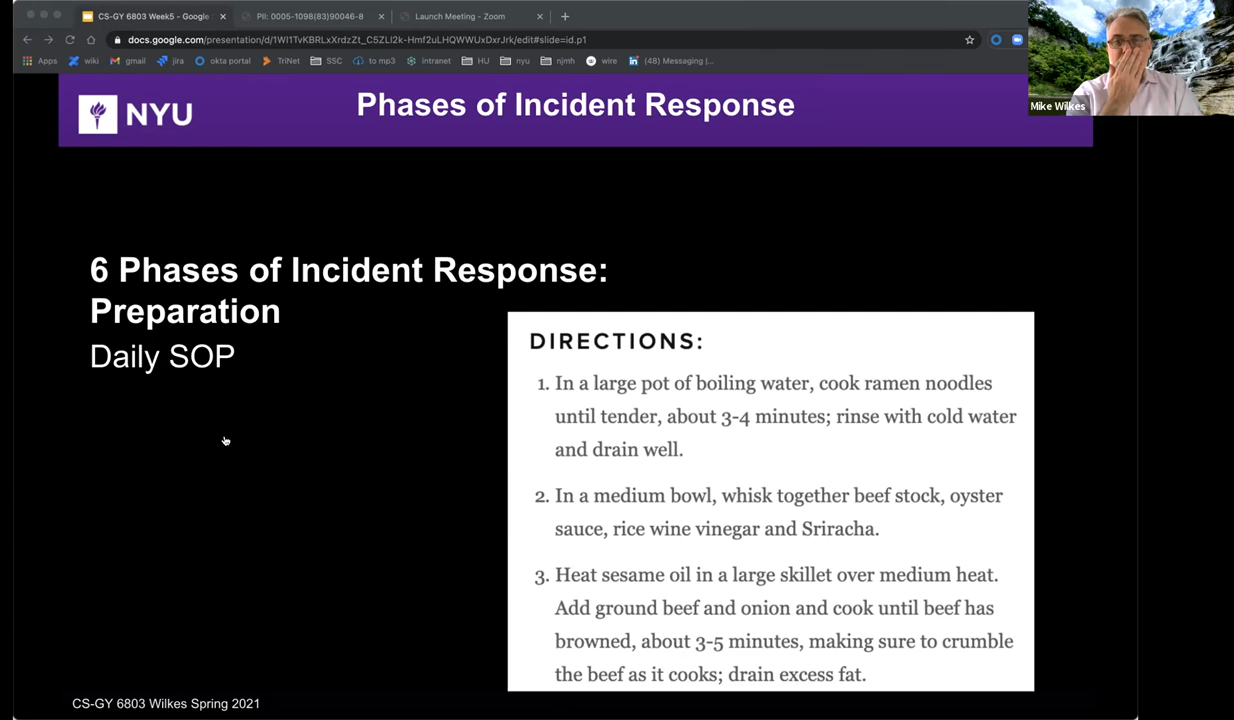 CS-GY 6803 Week5 - Google
PII: 0005-1098(83)90046-8
Launch Meeting - Zoom
docs.google.com/presentation/d/1WI1TvKBRLxXrdzZt_C5ZLI2k-Hmf2uLHQWWUxDxrJrk/edit#slide=id.p1
Apps wiki gmail jira okta portal TriNet SSC to mp3 intranet HU nyu njmh wire (48) Messaging |...
Mike Wilkes
NYU
Phases of Incident Response
6 Phases of Incident Response:
Preparation
Daily SOP
DIRECTIONS:
1. In a large pot of boiling water, cook ramen noodles
until tender, about 3-4 minutes; rinse with cold water
and drain well.
2. In a medium bowl, whisk together beef stock, oyster
sauce, rice wine vinegar and Sriracha.
3. Heat sesame oil in a large skillet over medium heat.
Add ground beef and onion and cook until beef has
browned, about 3-5 minutes, making sure to crumble
the beef as it cooks; drain excess fat.
CS-GY 6803 Wilkes Spring 2021